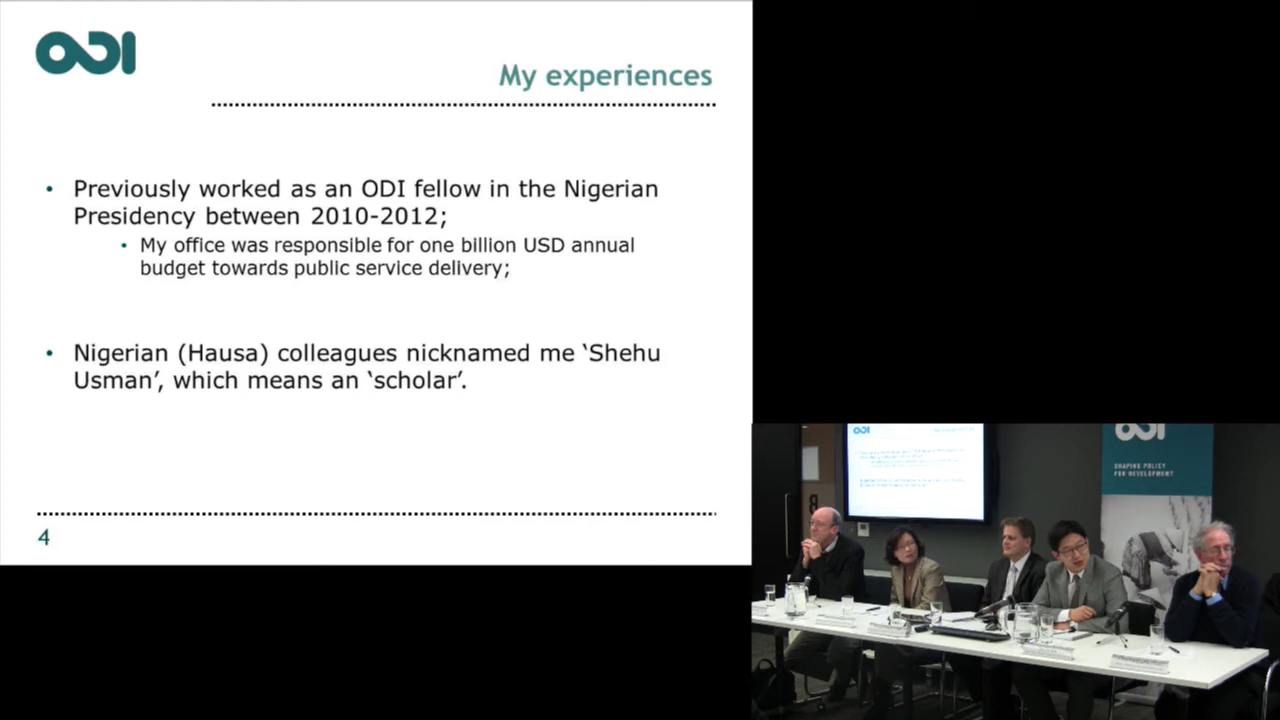 ODI
My experiences
• Previously worked as an ODI fellow in the Nigerian
Presidency between 2010-2012;
• My office was responsible for one billion USD annual
budget towards public service delivery;
• Nigerian (Hausa) colleagues nicknamed me ‘Shehu
Usman’, which means an ‘scholar’.
4
ODI
ODI
SHAPING POLICY
FOR DEVELOPMENT